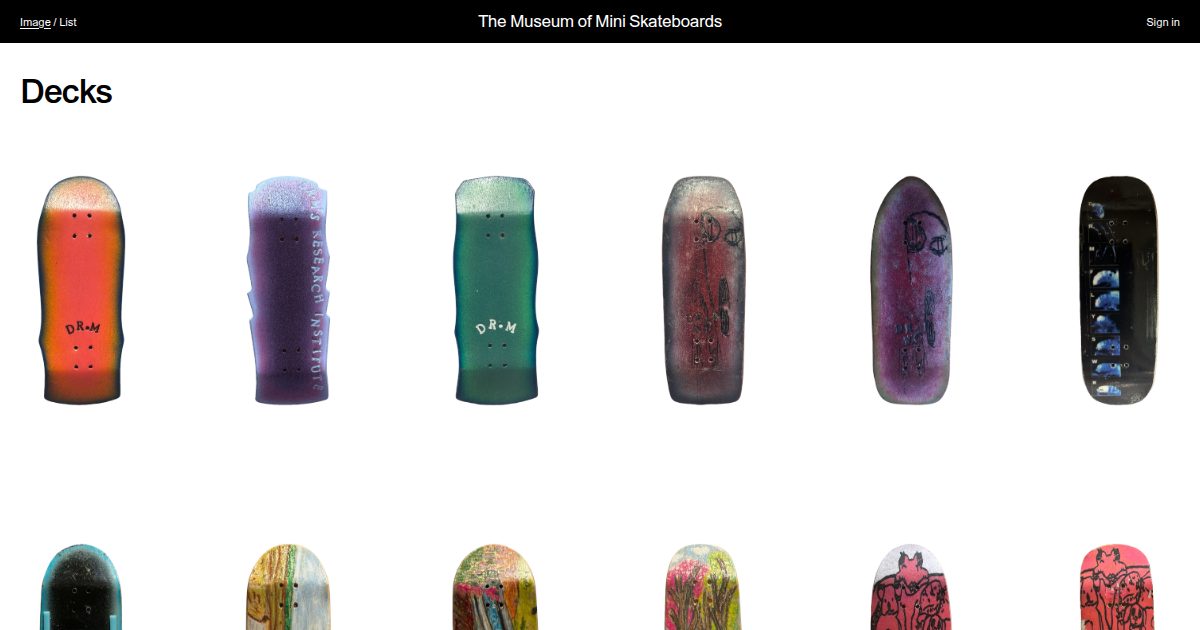 Image / List
The Museum of Mini Skateboards
Sign in
Decks
DR•M
RESEARCH INSTITUTE
DR•M